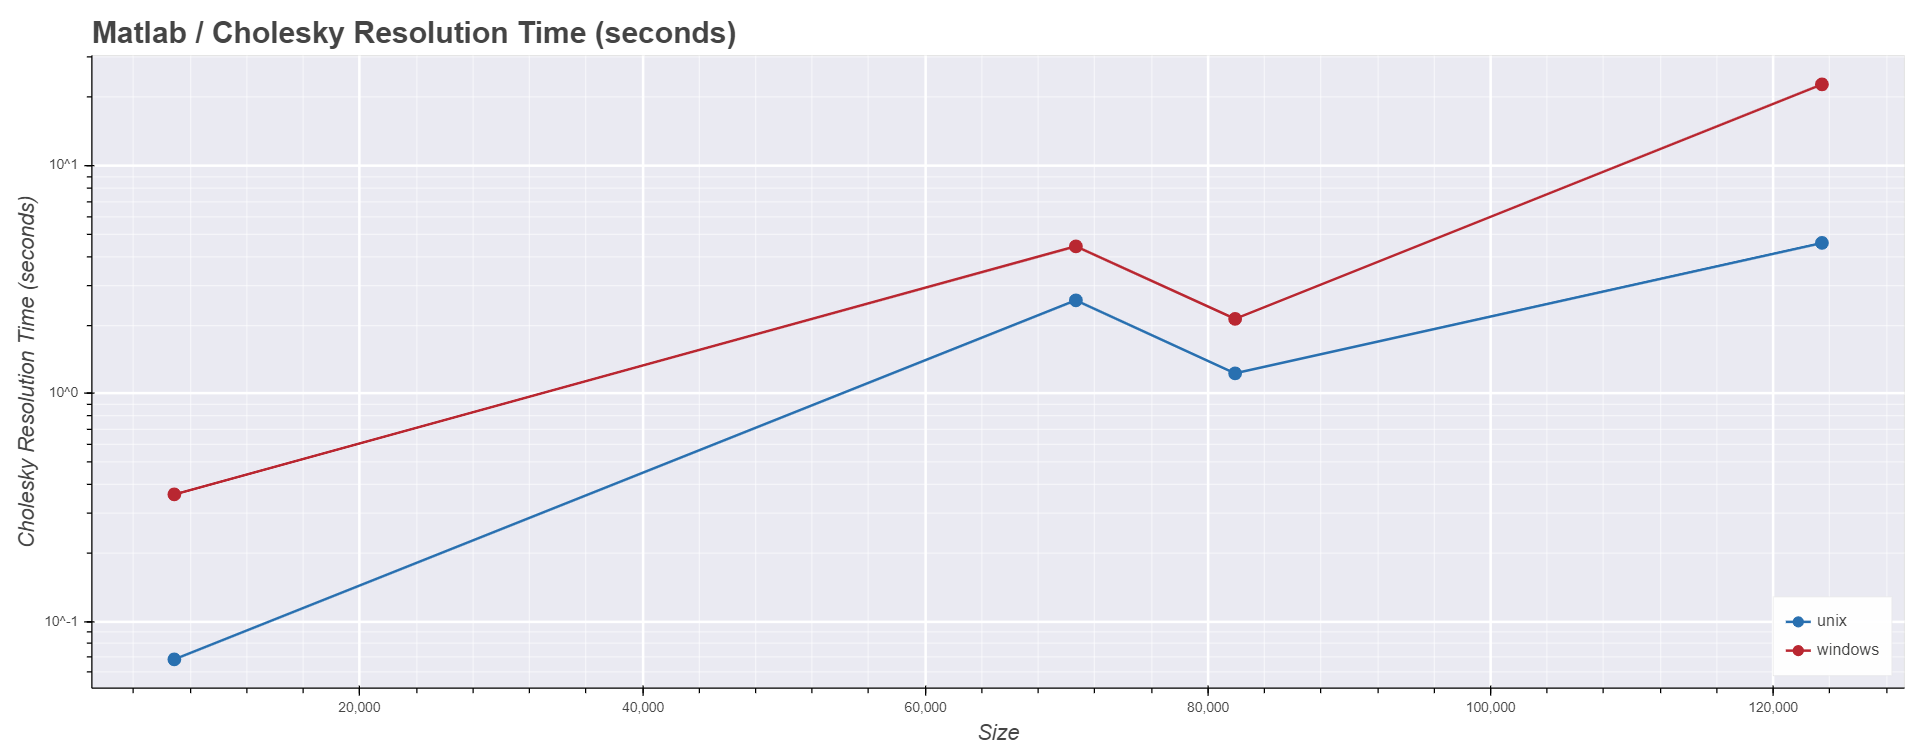 Matlab / Cholesky Resolution Time (seconds)
Cholesky Resolution Time (seconds)
10^1
10^0
10^-1
unix
windows
20,000
40,000
60,000
80,000
100,000
120,000
Size